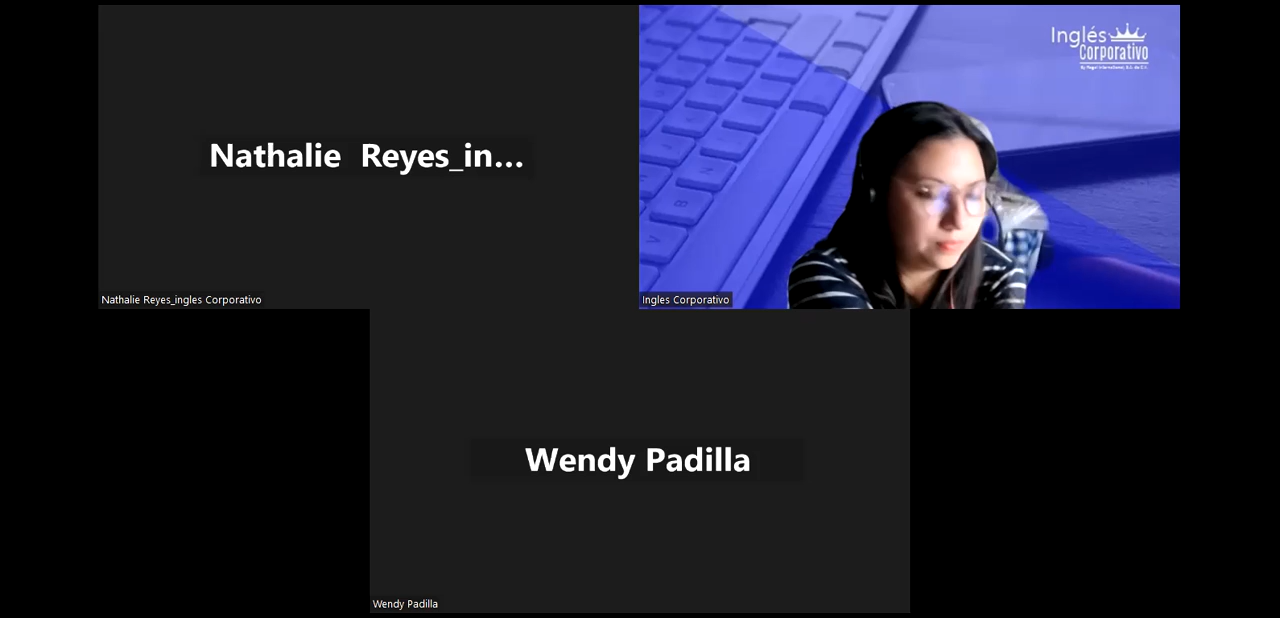 Nathalie Reyes_in...
Nathalie Reyes_ingles Corporativo
Inglés
Corporativo
Ingles Corporativo
Wendy Padilla
Wendy Padilla